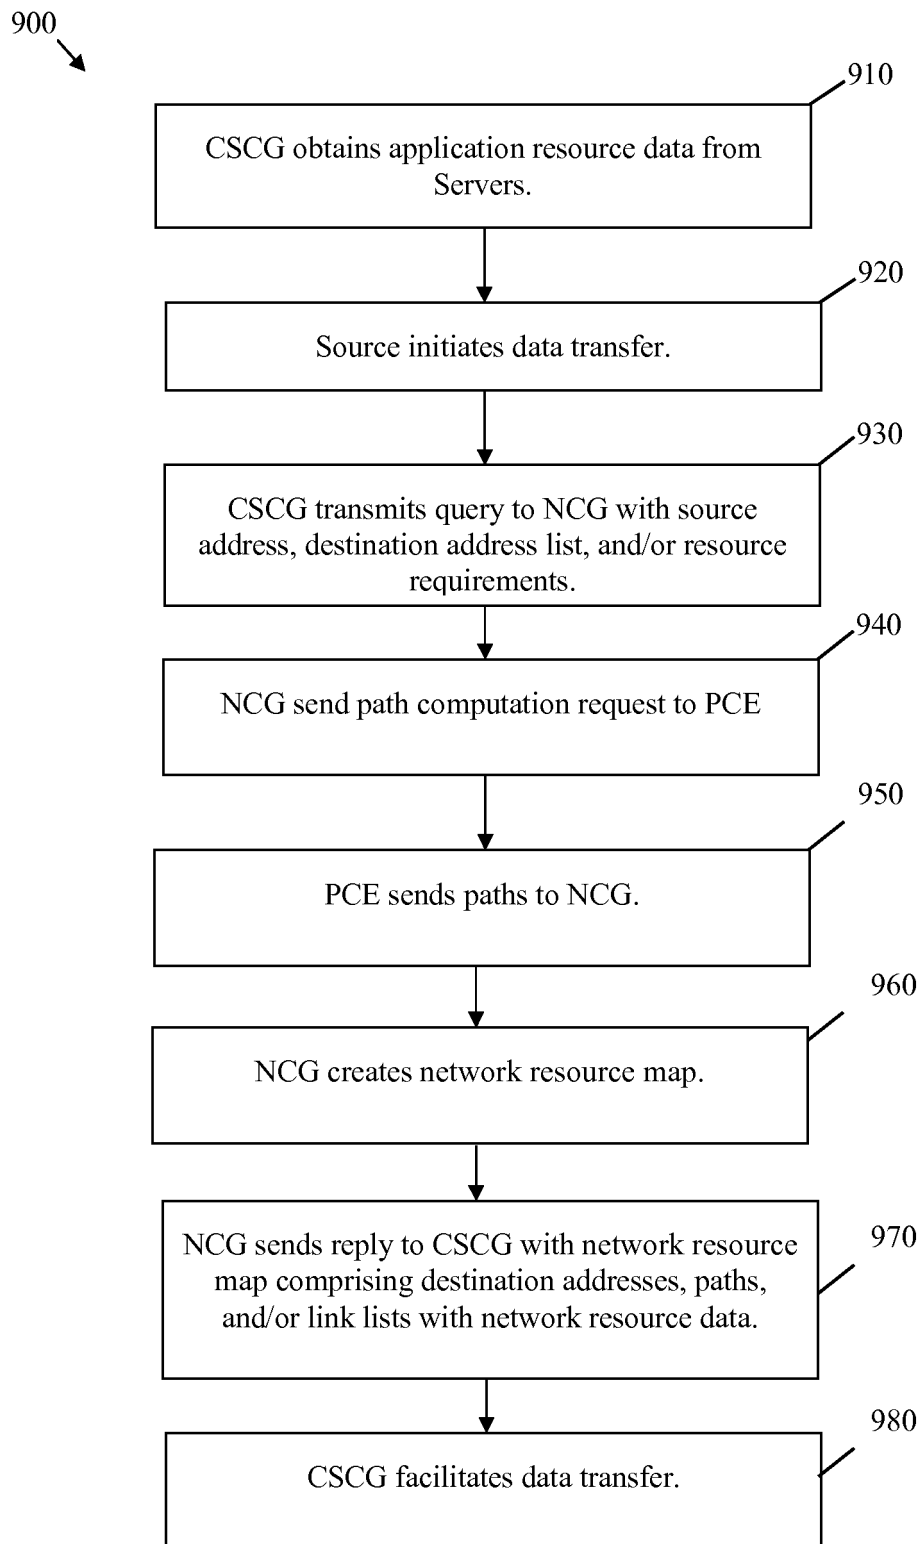 900
910
CSCG obtains application resource data from
Servers.
920
Source initiates data transfer.
930
CSCG transmits query to NCG with source
address, destination address list, and/or resource
requirements.
940
NCG send path computation request to PCE
950
PCE sends paths to NCG.
960
NCG creates network resource map.
970
NCG sends reply to CSCG with network resource
map comprising destination addresses, paths,
and/or link lists with network resource data.
980
CSCG facilitates data transfer.